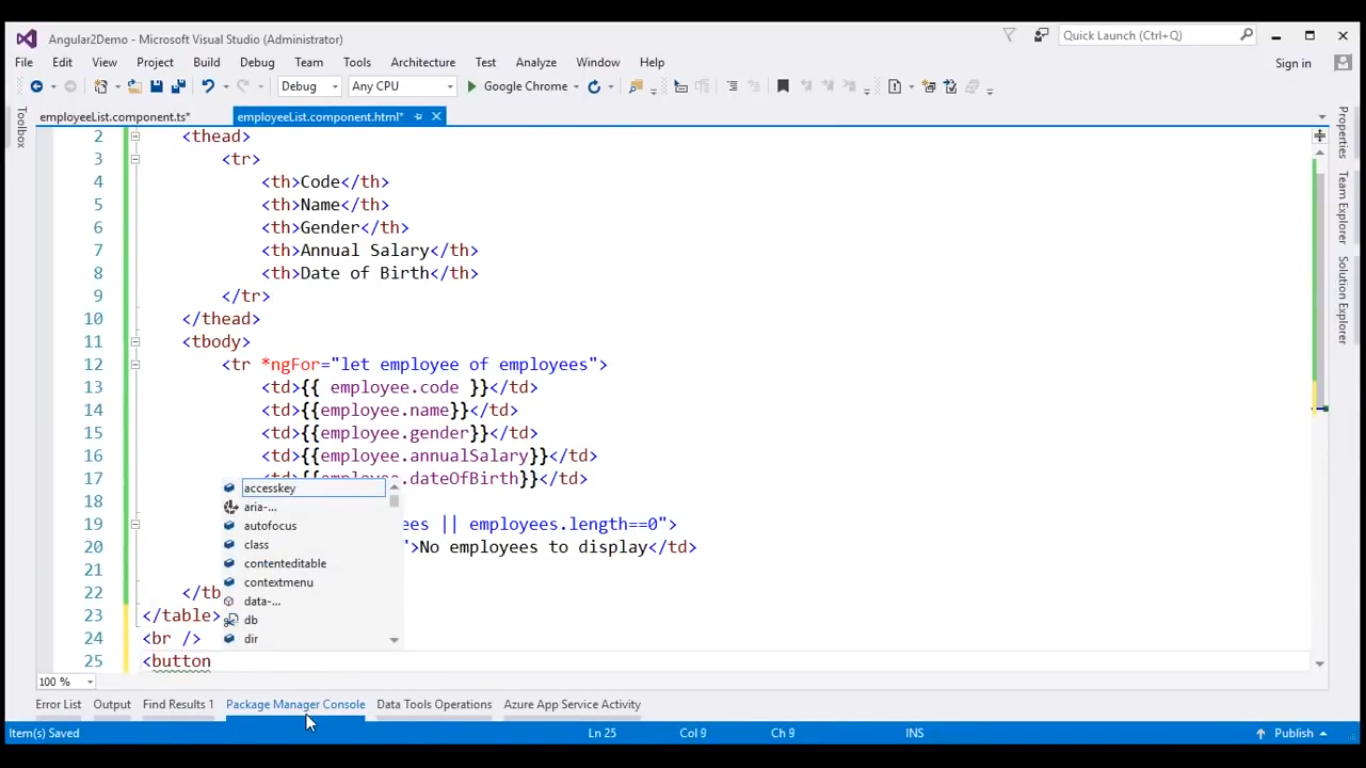 Angular2Demo - Microsoft Visual Studio (Administrator)
Quick Launch (Ctrl+Q)
File Edit View Project Build Debug Team Tools Architecture Test Analyze Window Help
Sign in
Debug Any CPU Google Chrome
Toolbox
employeeList.component.ts*
employeeList.component.html*
Properties
Team Explorer
Solution Explorer
2 <thead>
3 <tr>
4 <th>Code</th>
5 <th>Name</th>
6 <th>Gender</th>
7 <th>Annual Salary</th>
8 <th>Date of Birth</th>
9 </tr>
10 </thead>
11 <tbody>
12 <tr *ngFor="let employee of employees">
13 <td>{{ employee.code }}</td>
14 <td>{{employee.name}}</td>
15 <td>{{employee.gender}}</td>
16 <td>{{employee.annualSalary}}</td>
17 .dateOfBirth}}</td>
18
19 ees || employees.length==0">
20 ">No employees to display</td>
21
22 </tb
23 </table>
24 <br />
25 <button
accesskey
aria-...
autofocus
class
contenteditable
contextmenu
data-...
db
dir
100 %
Error List Output Find Results 1 Package Manager Console Data Tools Operations Azure App Service Activity
Item(s) Saved Ln 25 Col 9 Ch 9 INS Publish